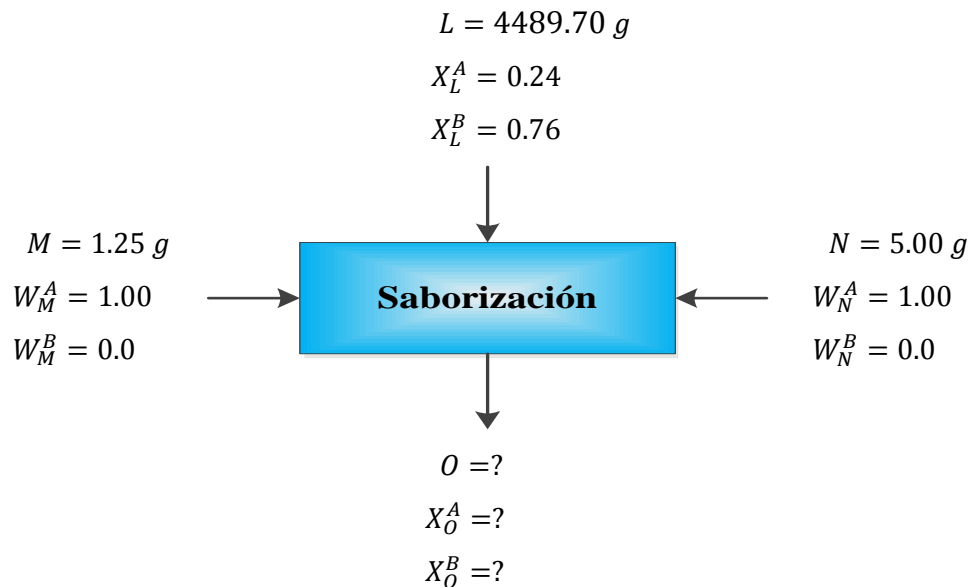 L = 4489.70 g
X_L^A = 0.24
X_L^B = 0.76
M = 1.25 g
W_M^A = 1.00
W_M^B = 0.0
Saborización
N = 5.00 g
W_N^A = 1.00
W_N^B = 0.0
O =?
X_O^A =?
X_O^B =?